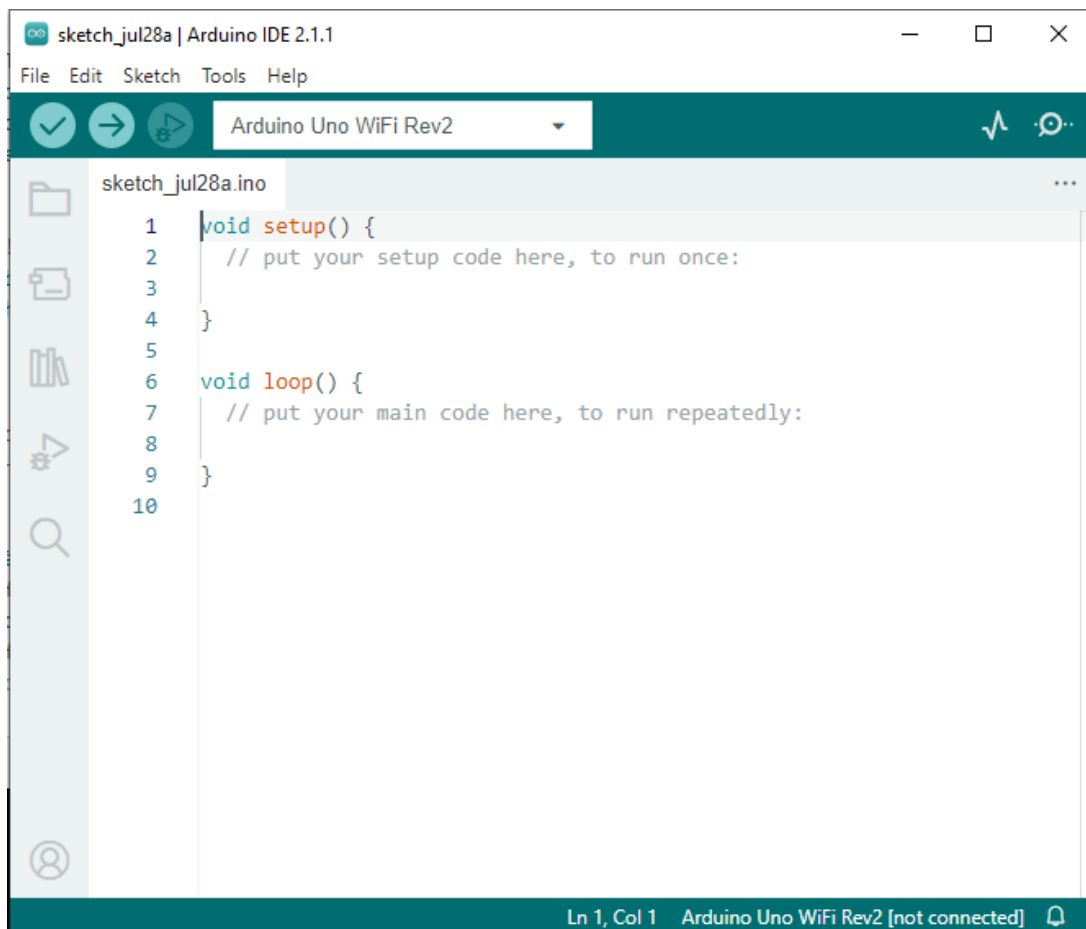 sketch_jul28a | Arduino IDE 2.1.1
File Edit Sketch Tools Help
Arduino Uno WiFi Rev2
sketch_jul28a.ino
1 void setup() {
2 // put your setup code here, to run once:
3
4 }
5
6 void loop() {
7 // put your main code here, to run repeatedly:
8
9 }
10
Ln 1, Col 1 Arduino Uno WiFi Rev2 [not connected]